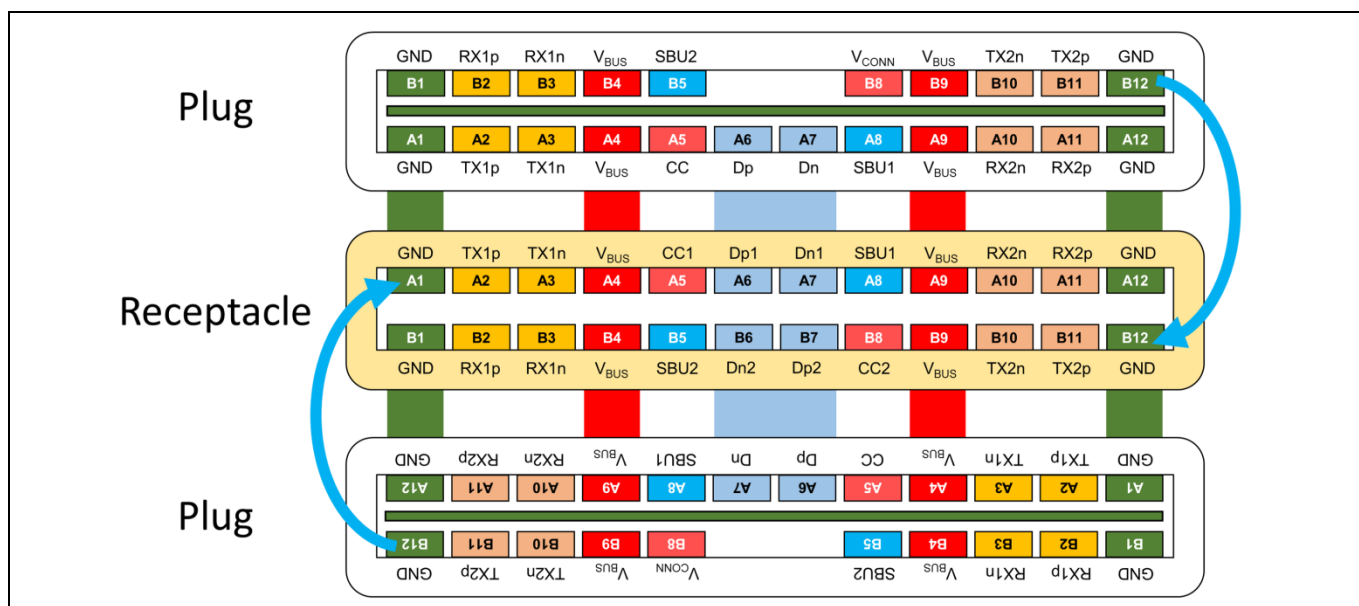 GND RX1p RX1n VBUS SBU2 VCONN VBUS TX2n TX2p GND
B1 B2 B3 B4 B5 B8 B9 B10 B11 B12
Plug
A1 A2 A3 A4 A5 A6 A7 A8 A9 A10 A11 A12
GND TX1p TX1n VBUS CC Dp Dn SBU1 VBUS RX2n RX2p GND
GND TX1p TX1n VBUS CC1 Dp1 Dn1 SBU1 VBUS RX2n RX2p GND
A1 A2 A3 A4 A5 A6 A7 A8 A9 A10 A11 A12
Receptacle
B1 B2 B3 B4 B5 B6 B7 B8 B9 B10 B11 B12
GND RX1p RX1n VBUS SBU2 Dn2 Dp2 CC2 VBUS TX2n TX2p GND
GND RX2p RX2n VBUS SBU1 Dn Dp CC VBUS TX1n TX1p GND
A12 A11 A10 A9 A8 A7 A6 A5 A4 A3 A2 A1
Plug
B12 B11 B10 B9 B8 B5 B4 B3 B2 B1
GND TX2p TX2n VBUS VCONN SBU2 VBUS RX1n RX1p GND